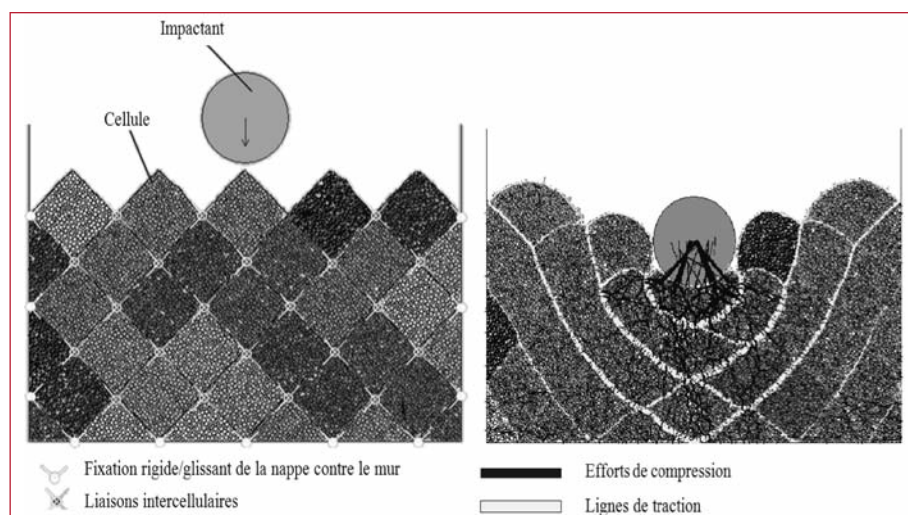 Impactant
Cellule
Fixation rigide/glissant de la nappe contre le mur
Liaisons intercellulaires
Efforts de compression
Lignes de traction